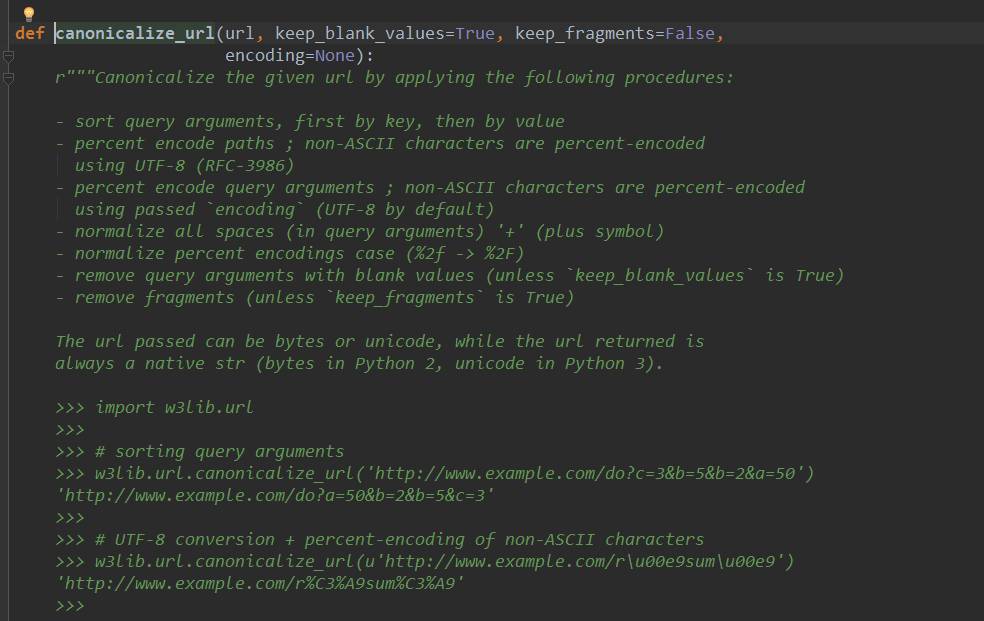 def canonicalize_url(url, keep_blank_values=True, keep_fragments=False,
                     encoding=None):
    r"""Canonicalize the given url by applying the following procedures:

    - sort query arguments, first by key, then by value
    - percent encode paths ; non-ASCII characters are percent-encoded
      using UTF-8 (RFC-3986)
    - percent encode query arguments ; non-ASCII characters are percent-encoded
      using passed `encoding` (UTF-8 by default)
    - normalize all spaces (in query arguments) '+' (plus symbol)
    - normalize percent encodings case (%2f -> %2F)
    - remove query arguments with blank values (unless `keep_blank_values` is True)
    - remove fragments (unless `keep_fragments` is True)

    The url passed can be bytes or unicode, while the url returned is
    always a native str (bytes in Python 2, unicode in Python 3).

    >>> import w3lib.url
    >>>
    >>> # sorting query arguments
    >>> w3lib.url.canonicalize_url('http://www.example.com/do?c=3&b=5&b=2&a=50')
    'http://www.example.com/do?a=50&b=2&b=5&c=3'
    >>>
    >>> # UTF-8 conversion + percent-encoding of non-ASCII characters
    >>> w3lib.url.canonicalize_url(u'http://www.example.com/r\u00e9sum\u00e9')
    'http://www.example.com/r%C3%A9sum%C3%A9'
    >>>